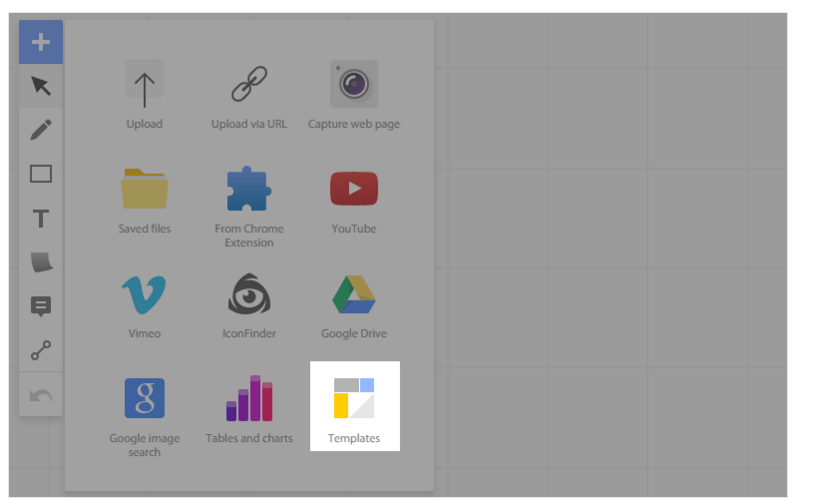 Upload
Upload via URL
Capture web page
Saved files
From Chrome
Extension
YouTube
Vimeo
IconFinder
Google Drive
Google image
search
Tables and charts
Templates